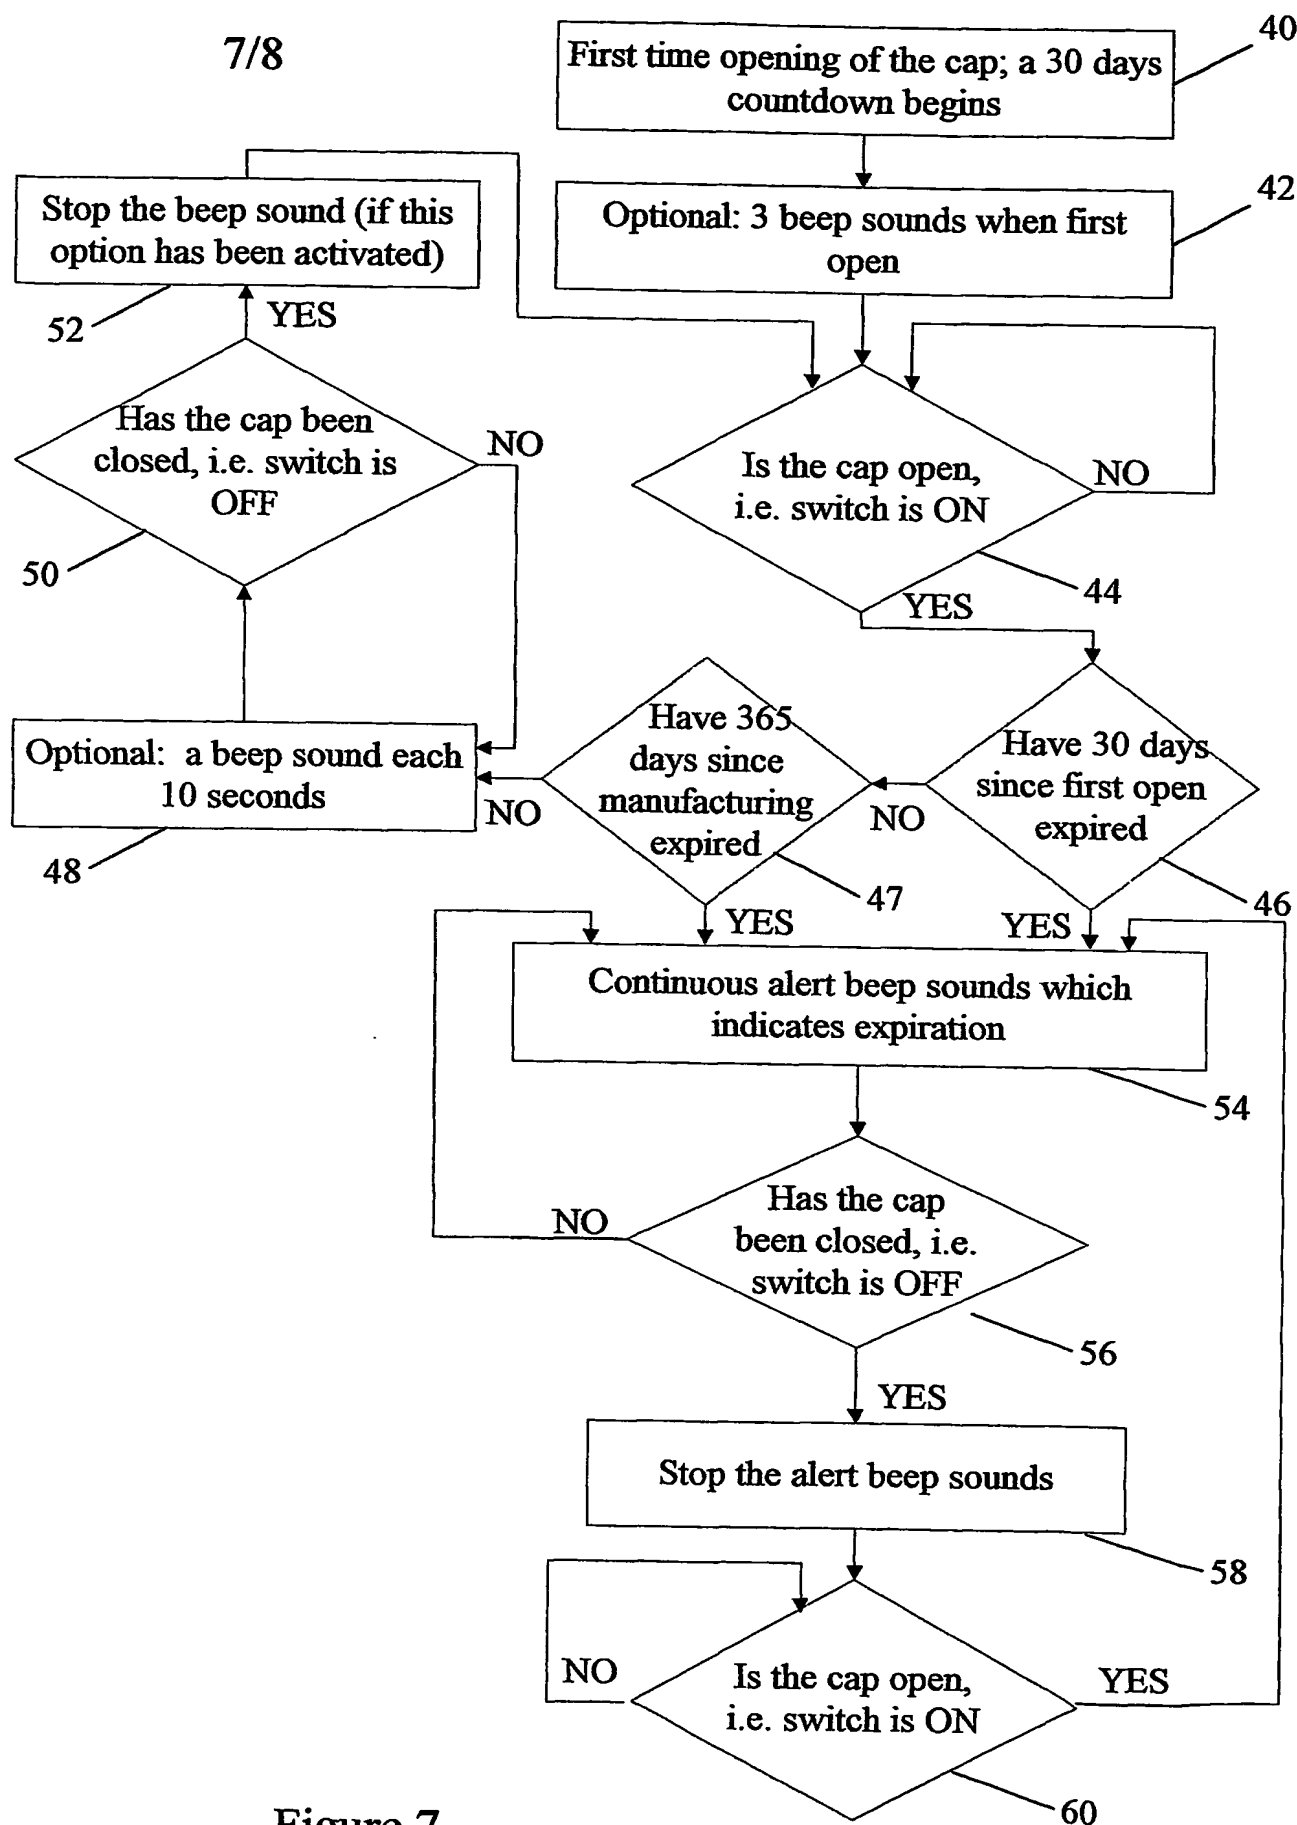 7/8
40
First time opening of the cap; a 30 days
countdown begins
42
Optional: 3 beep sounds when first
open
Stop the beep sound (if this
option has been activated)
52
YES
Has the cap been
closed, i.e. switch is
OFF
NO
50
Is the cap open,
i.e. switch is ON
NO
44
YES
Optional: a beep sound each
10 seconds
48
NO
Have 365
days since
manufacturing
expired
47
NO
Have 30 days
since first open
expired
46
YES
YES
Continuous alert beep sounds which
indicates expiration
54
Has the cap
been closed, i.e.
switch is OFF
NO
56
YES
Stop the alert beep sounds
58
Is the cap open,
i.e. switch is ON
NO
YES
60
Figure 7